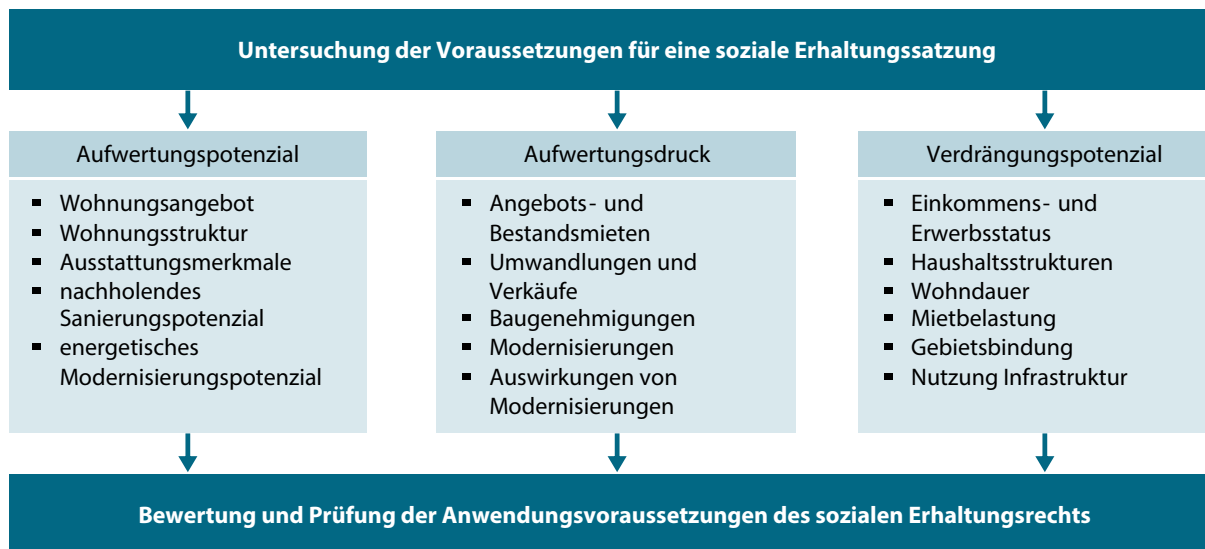 Untersuchung der Voraussetzungen für eine soziale Erhaltungssatzung
Aufwertungspotenzial
▪ Wohnungsangebot
▪ Wohnungsstruktur
▪ Ausstattungsmerkmale
▪ nachholendes
Sanierungspotenzial
▪ energetisches
Modernisierungspotenzial
Aufwertungsdruck
▪ Angebots- und
Bestandsmieten
▪ Umwandlungen und
Verkäufe
▪ Baugenehmigungen
▪ Modernisierungen
▪ Auswirkungen von
Modernisierungen
Verdrängungspotenzial
▪ Einkommens- und
Erwerbsstatus
▪ Haushaltsstrukturen
▪ Wohndauer
▪ Mietbelastung
▪ Gebietsbindung
▪ Nutzung Infrastruktur
Bewertung und Prüfung der Anwendungsvoraussetzungen des sozialen Erhaltungsrechts